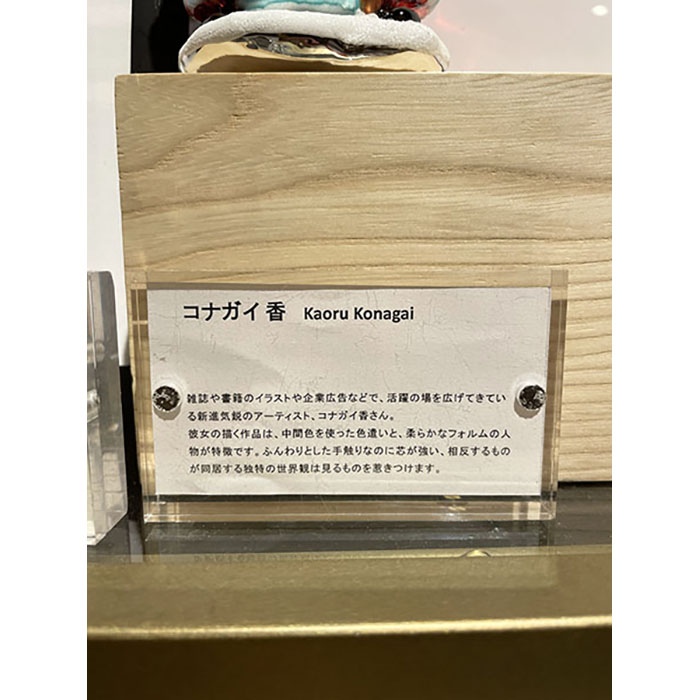 コナガイ 香 Kaoru Konagai
雑誌や書籍のイラストや企業広告などで、活躍の場を広げてきてい
る新進気鋭のアーティスト、コナガイ香さん。
彼女の描く作品は、中間色を使った色遣いと、柔らかなフォルムの人
物が特徴です。ふんわりとした手触りなのに芯が強い、相反するもの
が同居する独特の世界観は見るものを惹きつけます。